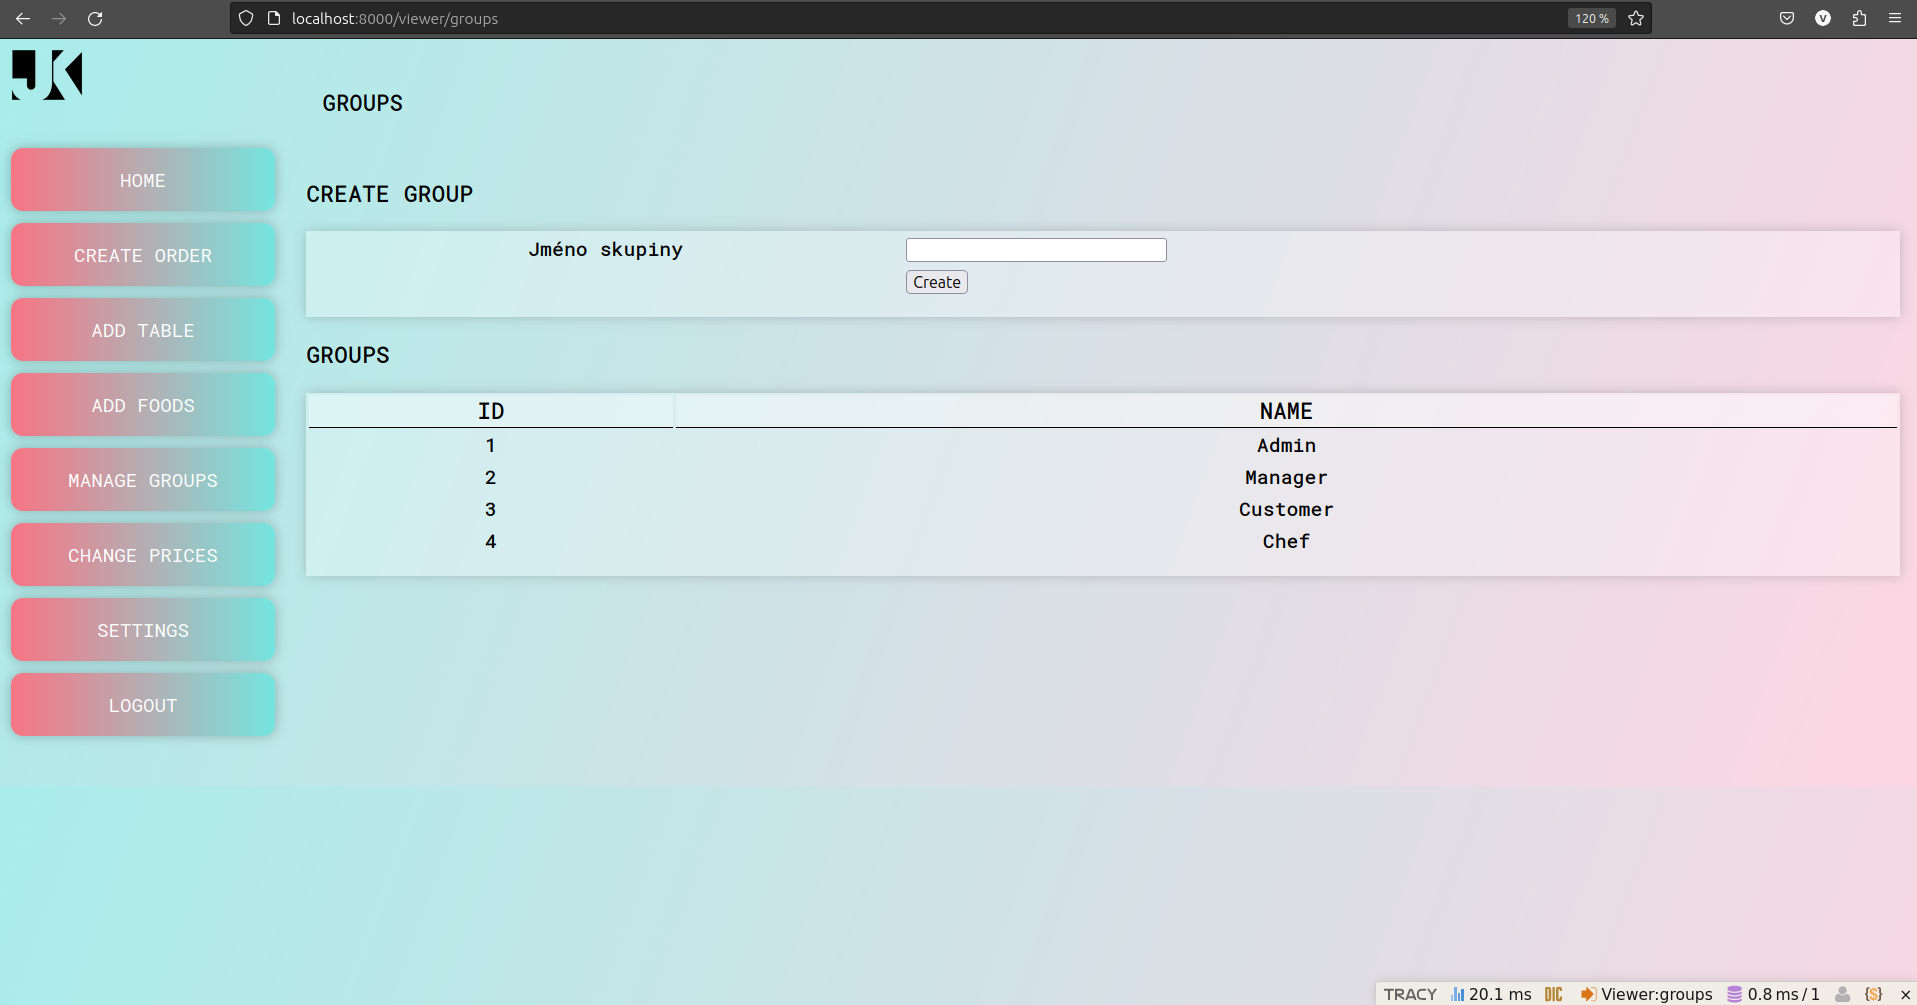 localhost:8000/viewer/groups
120 %
V
JK
GROUPS
HOME
CREATE ORDER
ADD TABLE
ADD FOODS
MANAGE GROUPS
CHANGE PRICES
SETTINGS
LOGOUT
CREATE GROUP
Jméno skupiny
Create
GROUPS
ID NAME
1 Admin
2 Manager
3 Customer
4 Chef
TRACY 20.1 ms DIC Viewer:groups 0.8 ms / 1 {$} ×